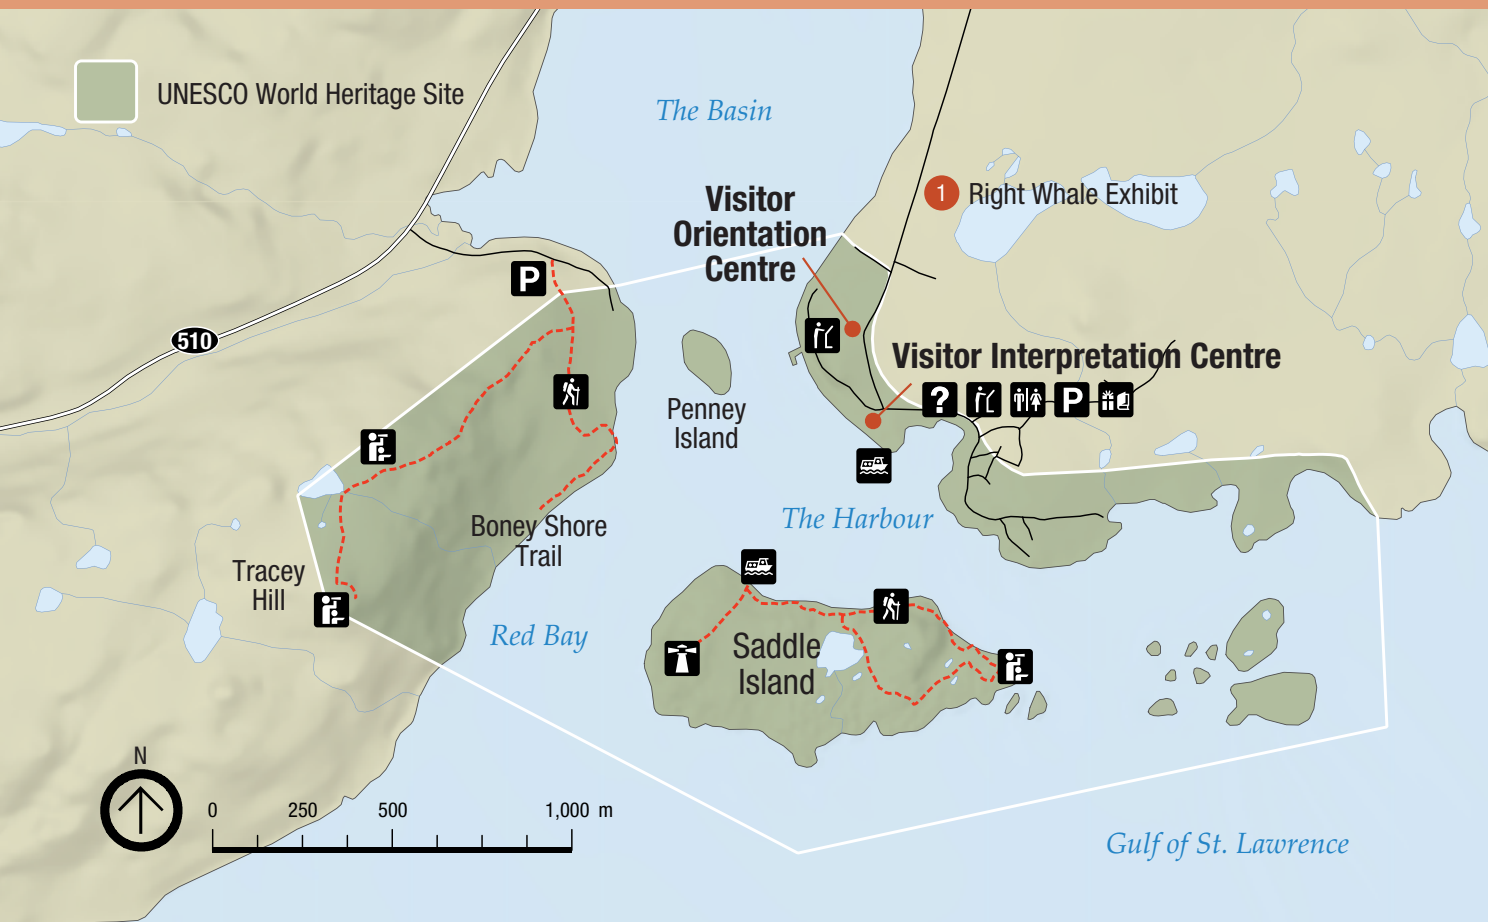 UNESCO World Heritage Site
The Basin
Visitor
Orientation
Centre
1 Right Whale Exhibit
P
510
Visitor Interpretation Centre
? P
Penney
Island
The Harbour
Boney Shore
Trail
Tracey
Hill
Red Bay
Saddle
Island
N
0 250 500 1,000 m
Gulf of St. Lawrence